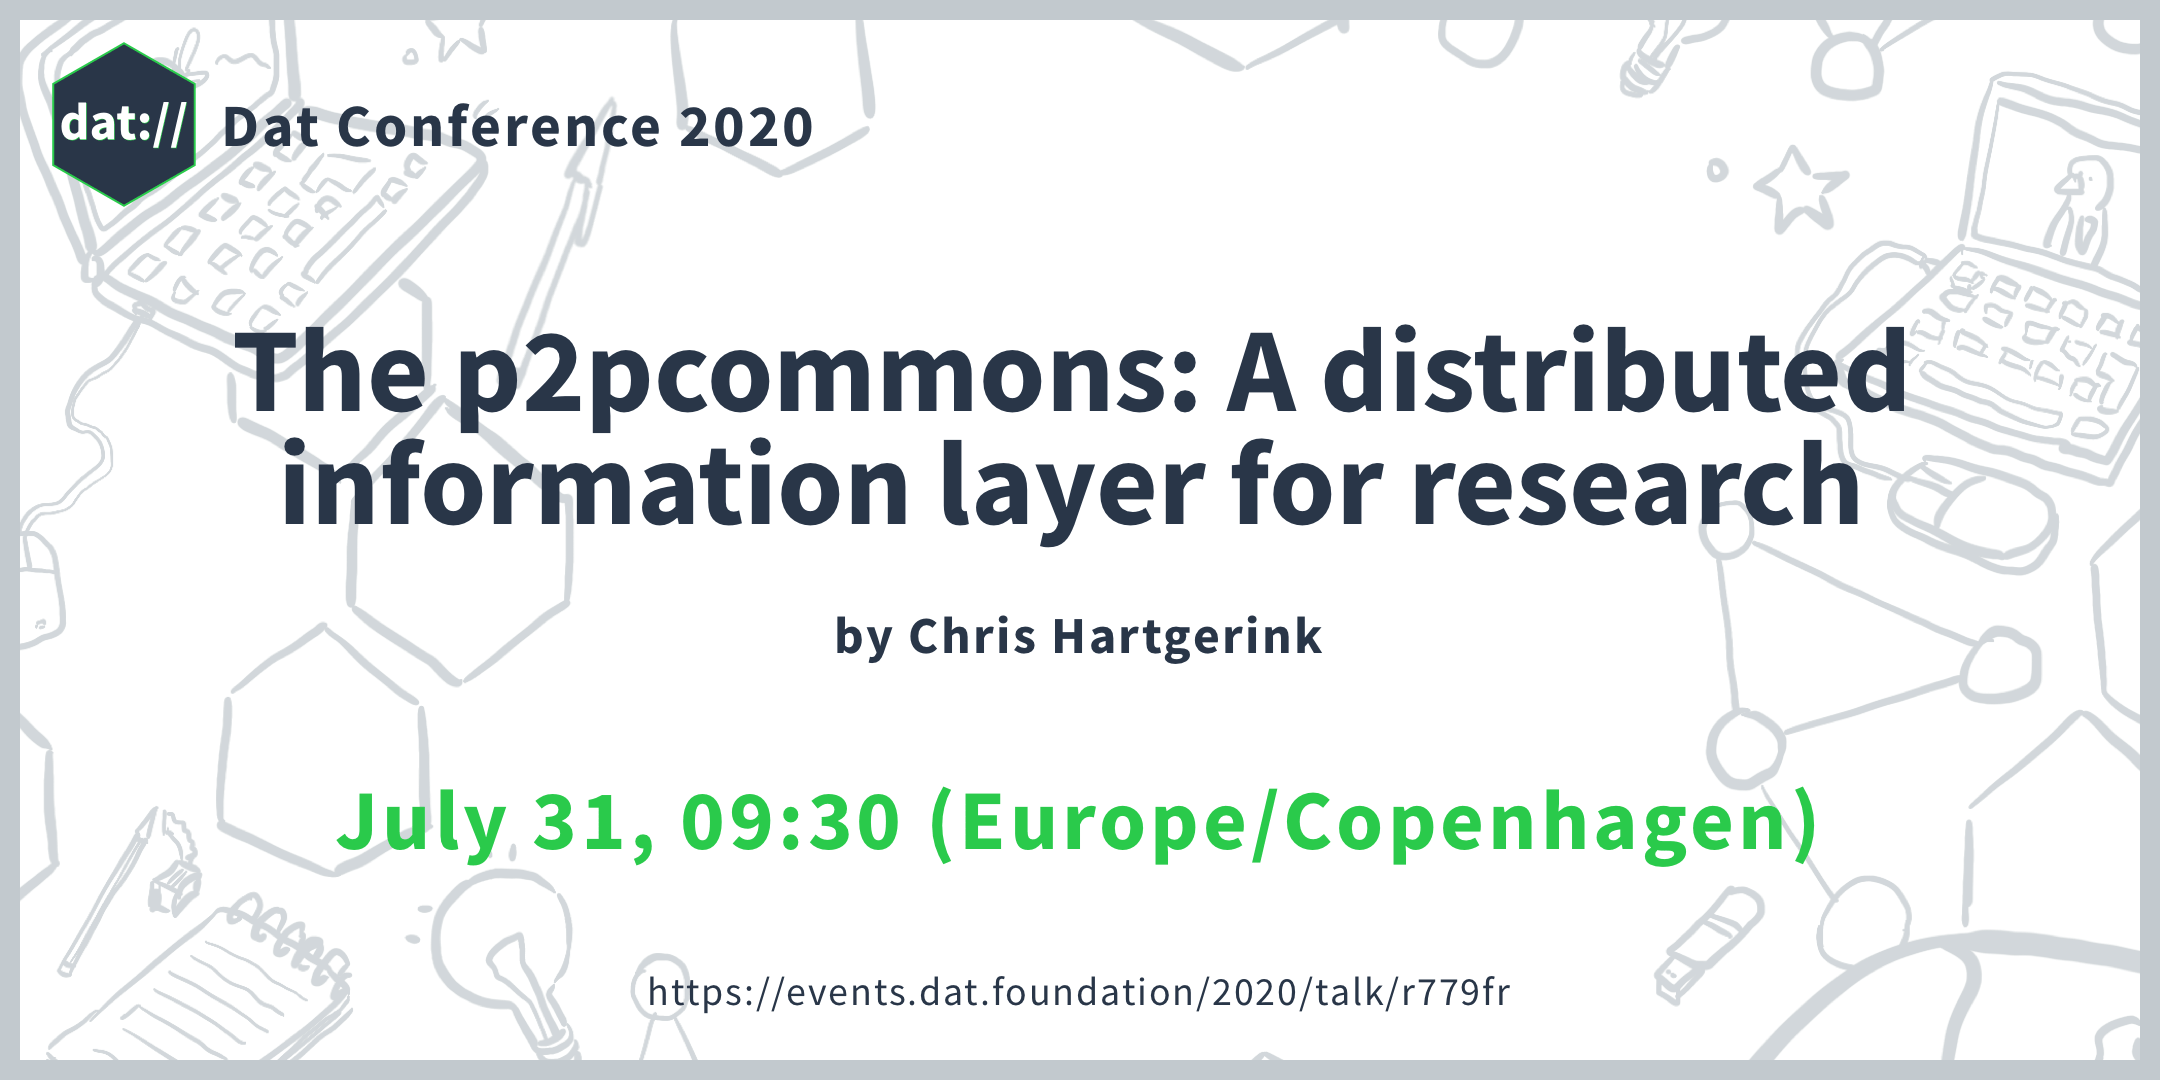 dat://
Dat Conference 2020
The p2pcommons: A distributed
information layer for research
by Chris Hartgerink
July 31, 09:30 (Europe/Copenhagen)
https://events.dat.foundation/2020/talk/r779fr